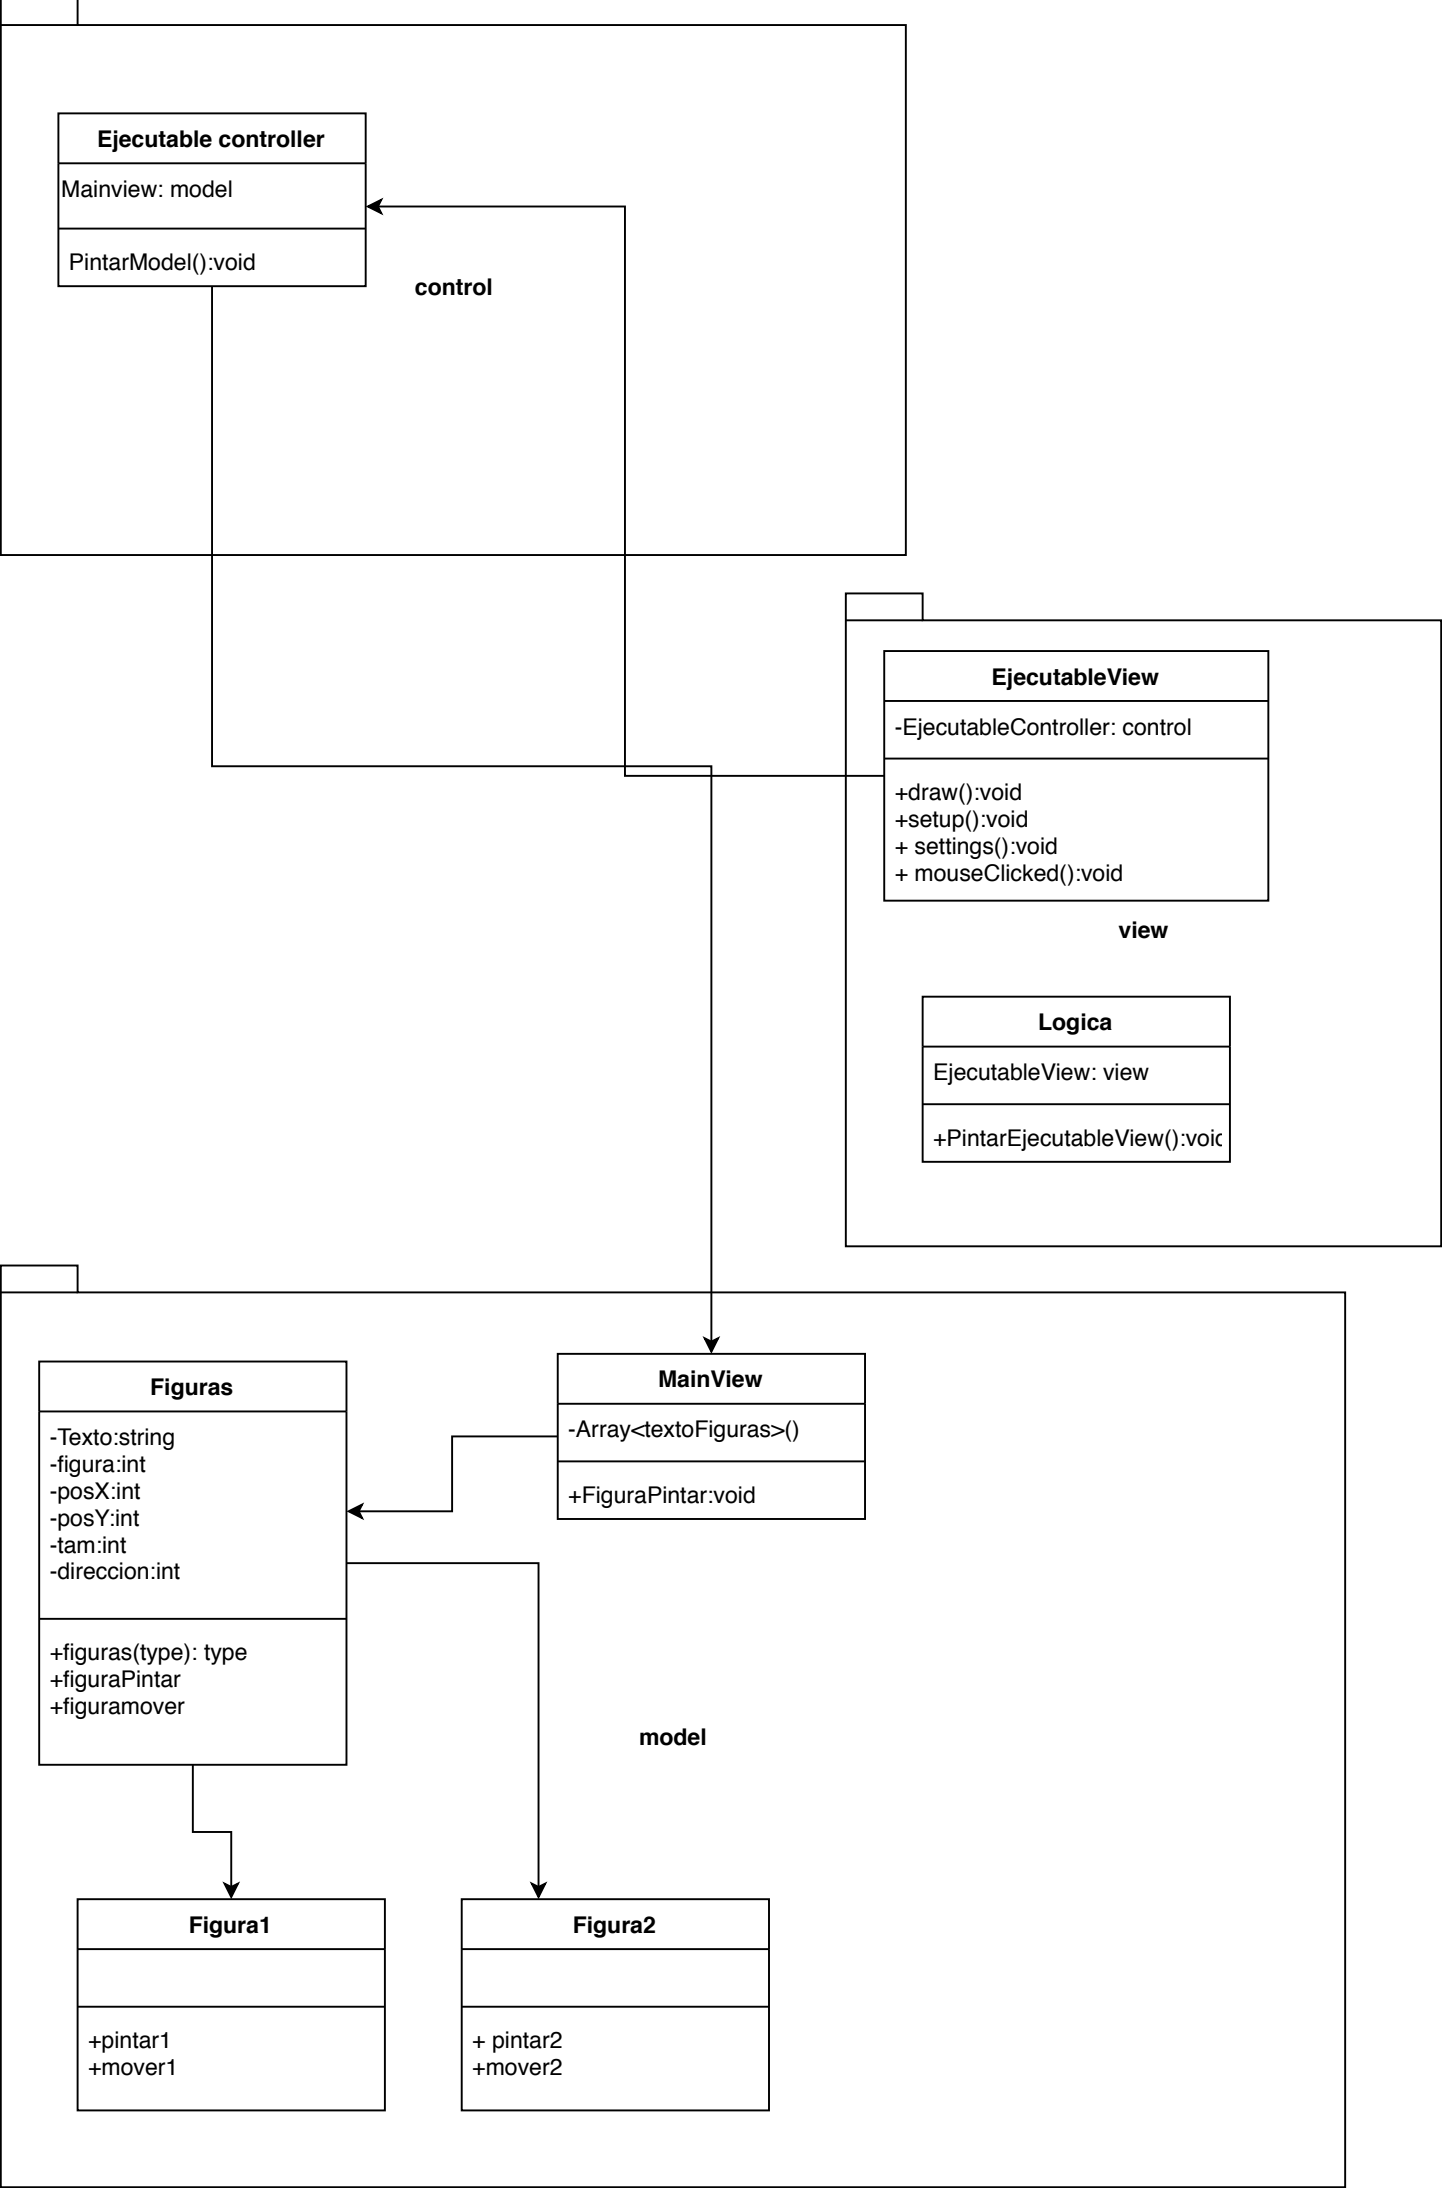 Ejecutable controller
Mainview: model
PintarModel():void
control
EjecutableView
-EjecutableController: control
+draw():void
+setup():void
+ settings():void
+ mouseClicked():void
view
Logica
EjecutableView: view
+PintarEjecutableView():voic
Figuras
-Texto:string
-figura:int
-posX:int
-posY:int
-tam:int
-direccion:int
+figuras(type): type
+figuraPintar
+figuramover
MainView
-Array<textoFiguras>()
+FiguraPintar:void
model
Figura1
+pintar1
+mover1
Figura2
+ pintar2
+mover2